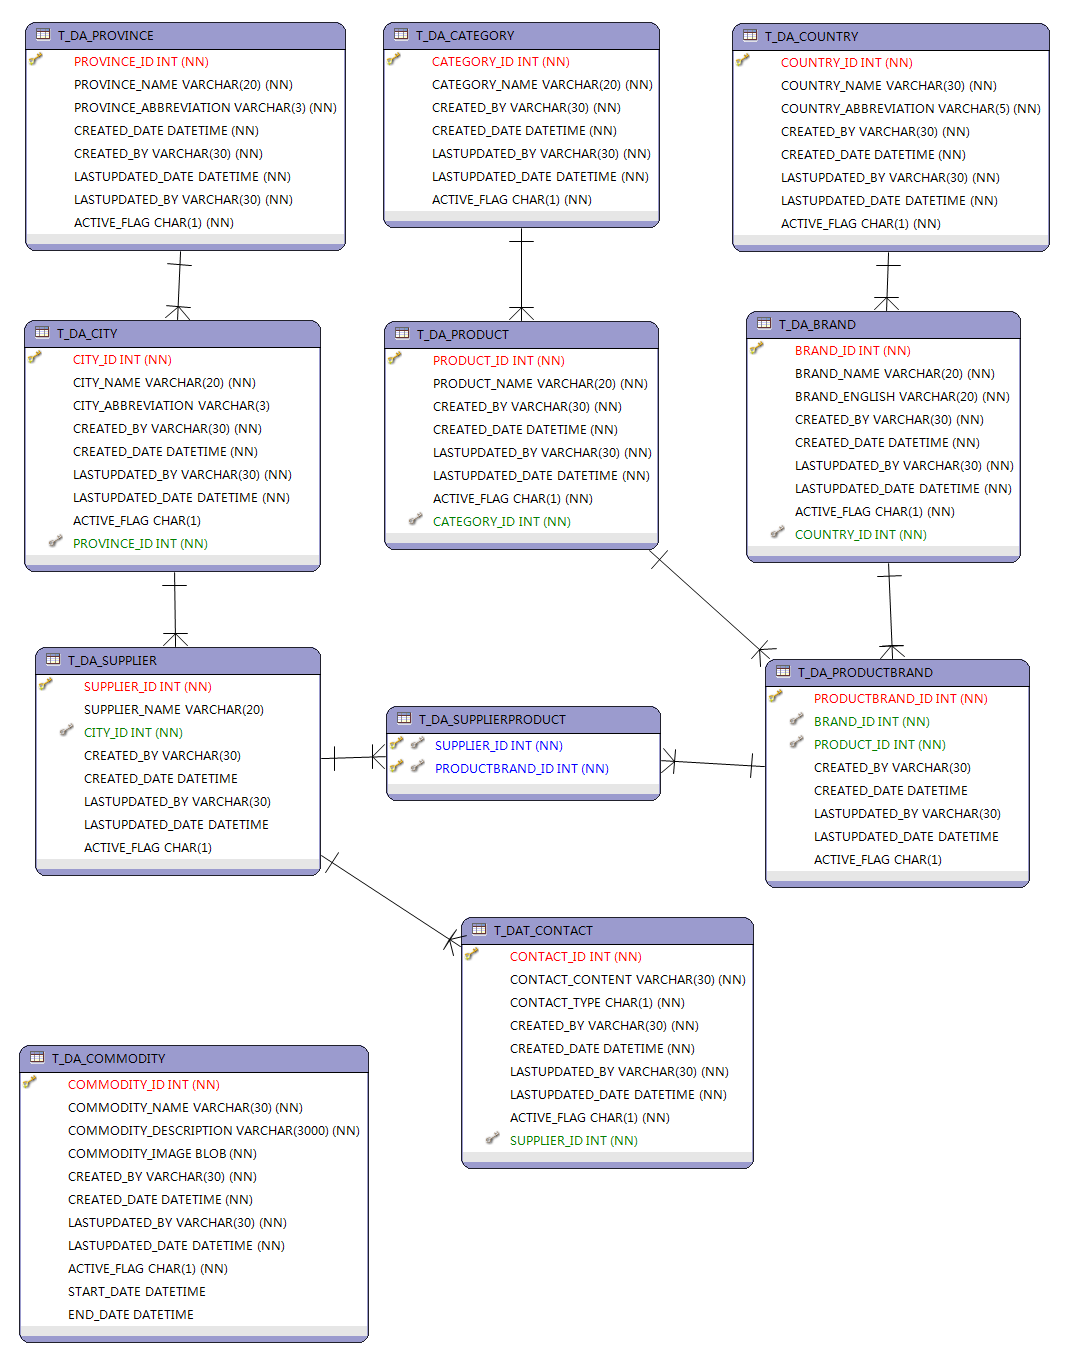 T_DA_PROVINCE
PROVINCE_ID INT (NN)
PROVINCE_NAME VARCHAR(20) (NN)
PROVINCE_ABBREVIATION VARCHAR(3) (NN)
CREATED_DATE DATETIME (NN)
CREATED_BY VARCHAR(30) (NN)
LASTUPDATED_DATE DATETIME (NN)
LASTUPDATED_BY VARCHAR(30) (NN)
ACTIVE_FLAG CHAR(1) (NN)
T_DA_CATEGORY
CATEGORY_ID INT (NN)
CATEGORY_NAME VARCHAR(20) (NN)
CREATED_BY VARCHAR(30) (NN)
CREATED_DATE DATETIME (NN)
LASTUPDATED_BY VARCHAR(30) (NN)
LASTUPDATED_DATE DATETIME (NN)
ACTIVE_FLAG CHAR(1) (NN)
T_DA_COUNTRY
COUNTRY_ID INT (NN)
COUNTRY_NAME VARCHAR(30) (NN)
COUNTRY_ABBREVIATION VARCHAR(5) (NN)
CREATED_BY VARCHAR(30) (NN)
CREATED_DATE DATETIME (NN)
LASTUPDATED_BY VARCHAR(30) (NN)
LASTUPDATED_DATE DATETIME (NN)
ACTIVE_FLAG CHAR(1) (NN)
T_DA_CITY
CITY_ID INT (NN)
CITY_NAME VARCHAR(20) (NN)
CITY_ABBREVIATION VARCHAR(3)
CREATED_BY VARCHAR(30) (NN)
CREATED_DATE DATETIME (NN)
LASTUPDATED_BY VARCHAR(30) (NN)
LASTUPDATED_DATE DATETIME (NN)
ACTIVE_FLAG CHAR(1)
PROVINCE_ID INT (NN)
T_DA_PRODUCT
PRODUCT_ID INT (NN)
PRODUCT_NAME VARCHAR(20) (NN)
CREATED_BY VARCHAR(30) (NN)
CREATED_DATE DATETIME (NN)
LASTUPDATED_BY VARCHAR(30) (NN)
LASTUPDATED_DATE DATETIME (NN)
ACTIVE_FLAG CHAR(1) (NN)
CATEGORY_ID INT (NN)
T_DA_BRAND
BRAND_ID INT (NN)
BRAND_NAME VARCHAR(20) (NN)
BRAND_ENGLISH VARCHAR(20) (NN)
CREATED_BY VARCHAR(30) (NN)
CREATED_DATE DATETIME (NN)
LASTUPDATED_BY VARCHAR(30) (NN)
LASTUPDATED_DATE DATETIME (NN)
ACTIVE_FLAG CHAR(1) (NN)
COUNTRY_ID INT (NN)
T_DA_SUPPLIER
SUPPLIER_ID INT (NN)
SUPPLIER_NAME VARCHAR(20)
CITY_ID INT (NN)
CREATED_BY VARCHAR(30)
CREATED_DATE DATETIME
LASTUPDATED_BY VARCHAR(30)
LASTUPDATED_DATE DATETIME
ACTIVE_FLAG CHAR(1)
T_DA_SUPPLIERPRODUCT
SUPPLIER_ID INT (NN)
PRODUCTBRAND_ID INT (NN)
T_DA_PRODUCTBRAND
PRODUCTBRAND_ID INT (NN)
BRAND_ID INT (NN)
PRODUCT_ID INT (NN)
CREATED_BY VARCHAR(30)
CREATED_DATE DATETIME
LASTUPDATED_BY VARCHAR(30)
LASTUPDATED_DATE DATETIME
ACTIVE_FLAG CHAR(1)
T_DAT_CONTACT
CONTACT_ID INT (NN)
CONTACT_CONTENT VARCHAR(30) (NN)
CONTACT_TYPE CHAR(1) (NN)
CREATED_BY VARCHAR(30) (NN)
CREATED_DATE DATETIME (NN)
LASTUPDATED_BY VARCHAR(30) (NN)
LASTUPDATED_DATE DATETIME (NN)
ACTIVE_FLAG CHAR(1) (NN)
SUPPLIER_ID INT (NN)
T_DA_COMMODITY
COMMODITY_ID INT (NN)
COMMODITY_NAME VARCHAR(30) (NN)
COMMODITY_DESCRIPTION VARCHAR(3000) (NN)
COMMODITY_IMAGE BLOB (NN)
CREATED_BY VARCHAR(30) (NN)
CREATED_DATE DATETIME (NN)
LASTUPDATED_BY VARCHAR(30) (NN)
LASTUPDATED_DATE DATETIME (NN)
ACTIVE_FLAG CHAR(1) (NN)
START_DATE DATETIME
END_DATE DATETIME